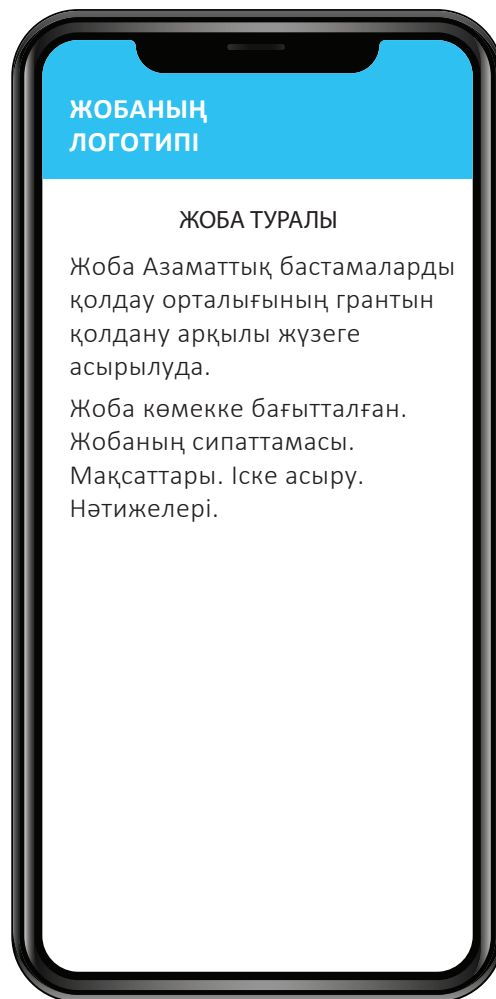 ЖОБАНЫҢ
ЛОГОТИПІ
ЖОБА ТУРАЛЫ
Жоба Азаматтық бастамаларды
қолдау орталығының грантын
қолдану арқылы жүзеге
асырылуда.
Жоба көмекке бағытталған.
Жобаның сипаттамасы.
Мақсаттары. Іске асыру.
Нәтижелері.